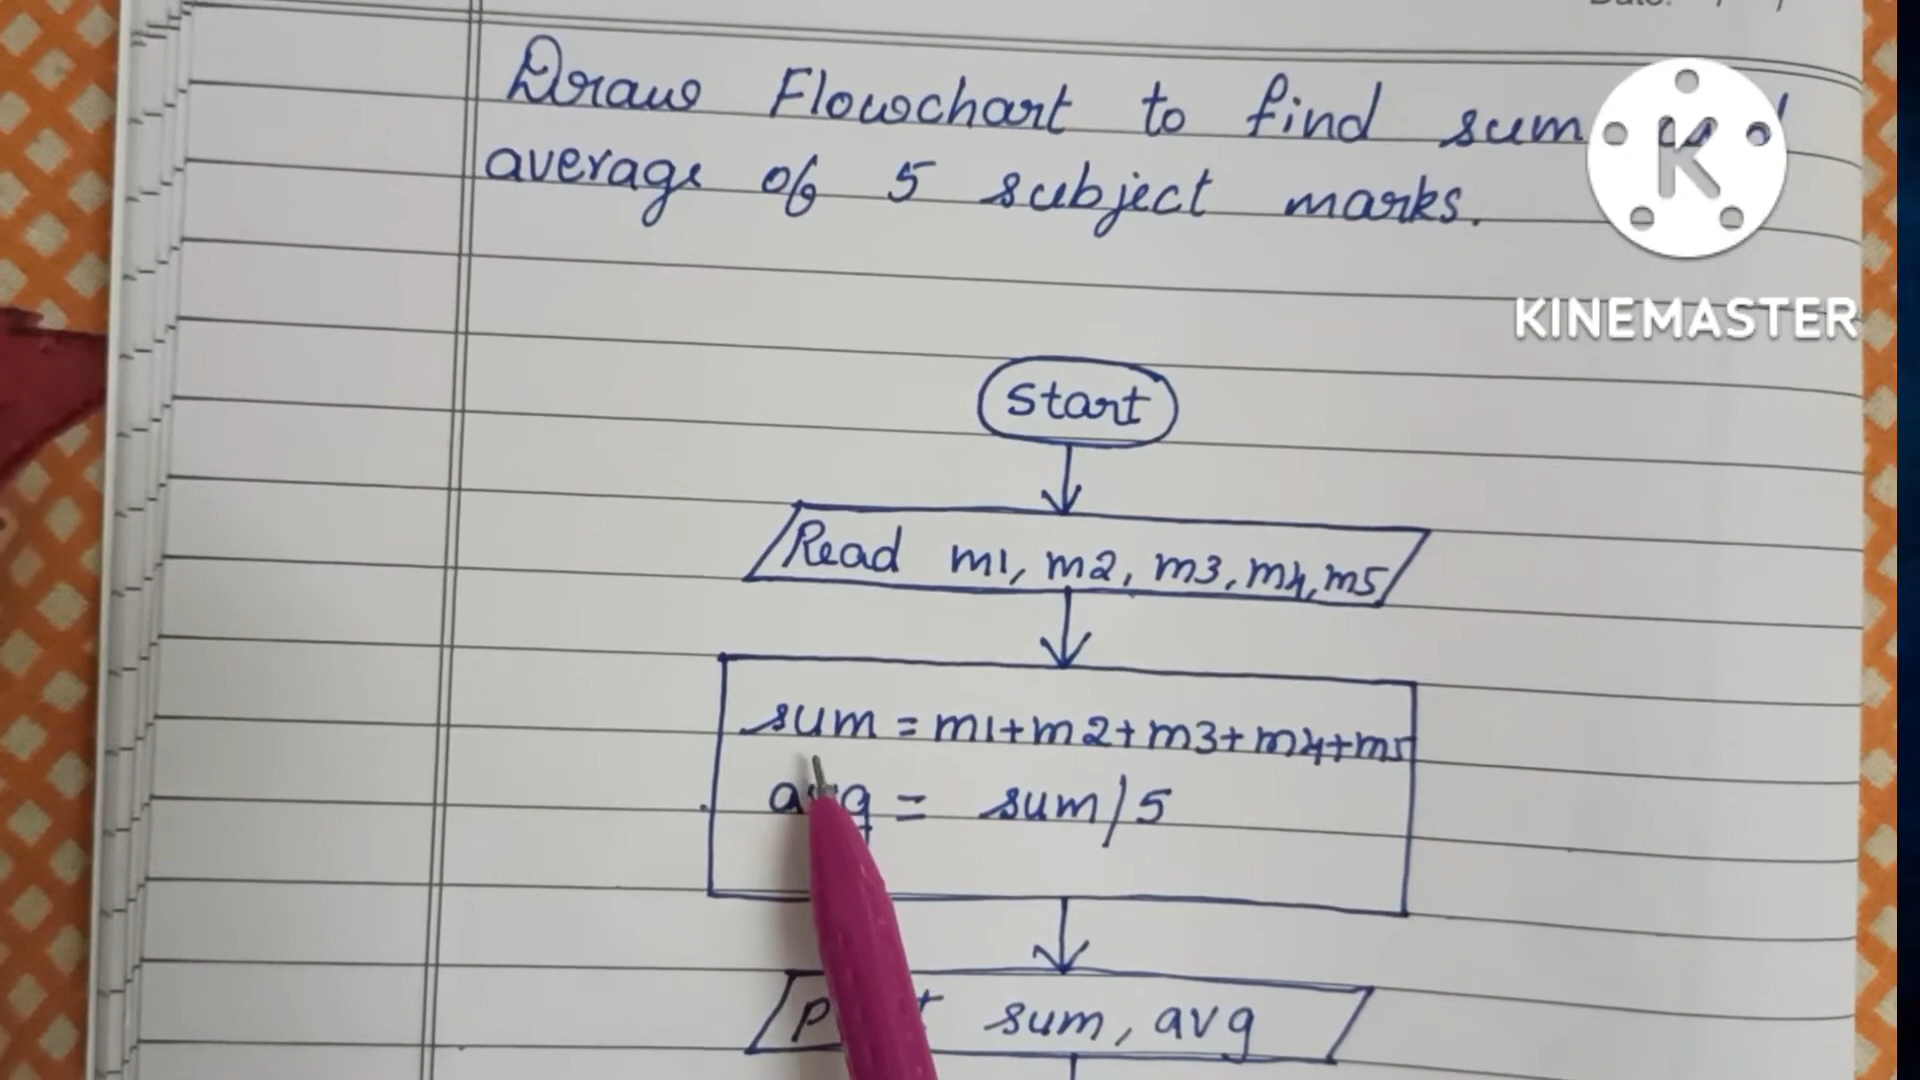 Draw Flowchart to find sum
average of 5 subject marks.
KINEMASTER
Start
Read m1, m2, m3, m4, m5
sum = m1+m2+m3+m4+m5
avg = sum/5
sum, avg